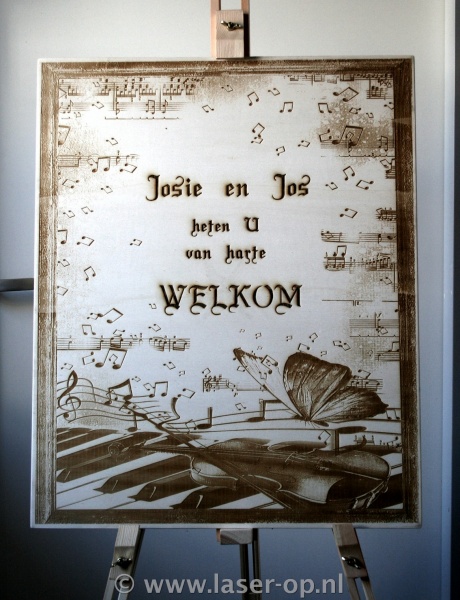 Josie en Jos
heten U
van harte
WELKOM
© www.laser-op.nl